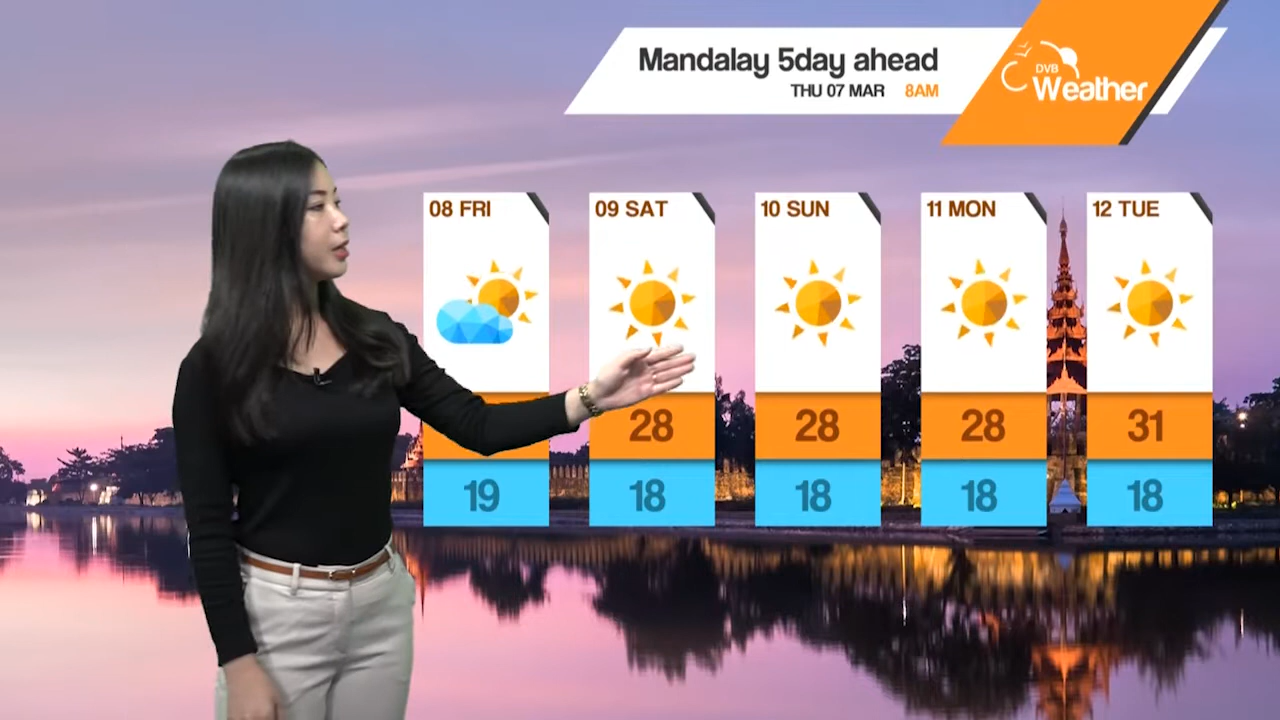 Mandalay 5day ahead
THU 07 MAR 8AM
DVB
Weather
08 FRI
09 SAT
10 SUN
11 MON
12 TUE
28
28
28
31
19
18
18
18
18